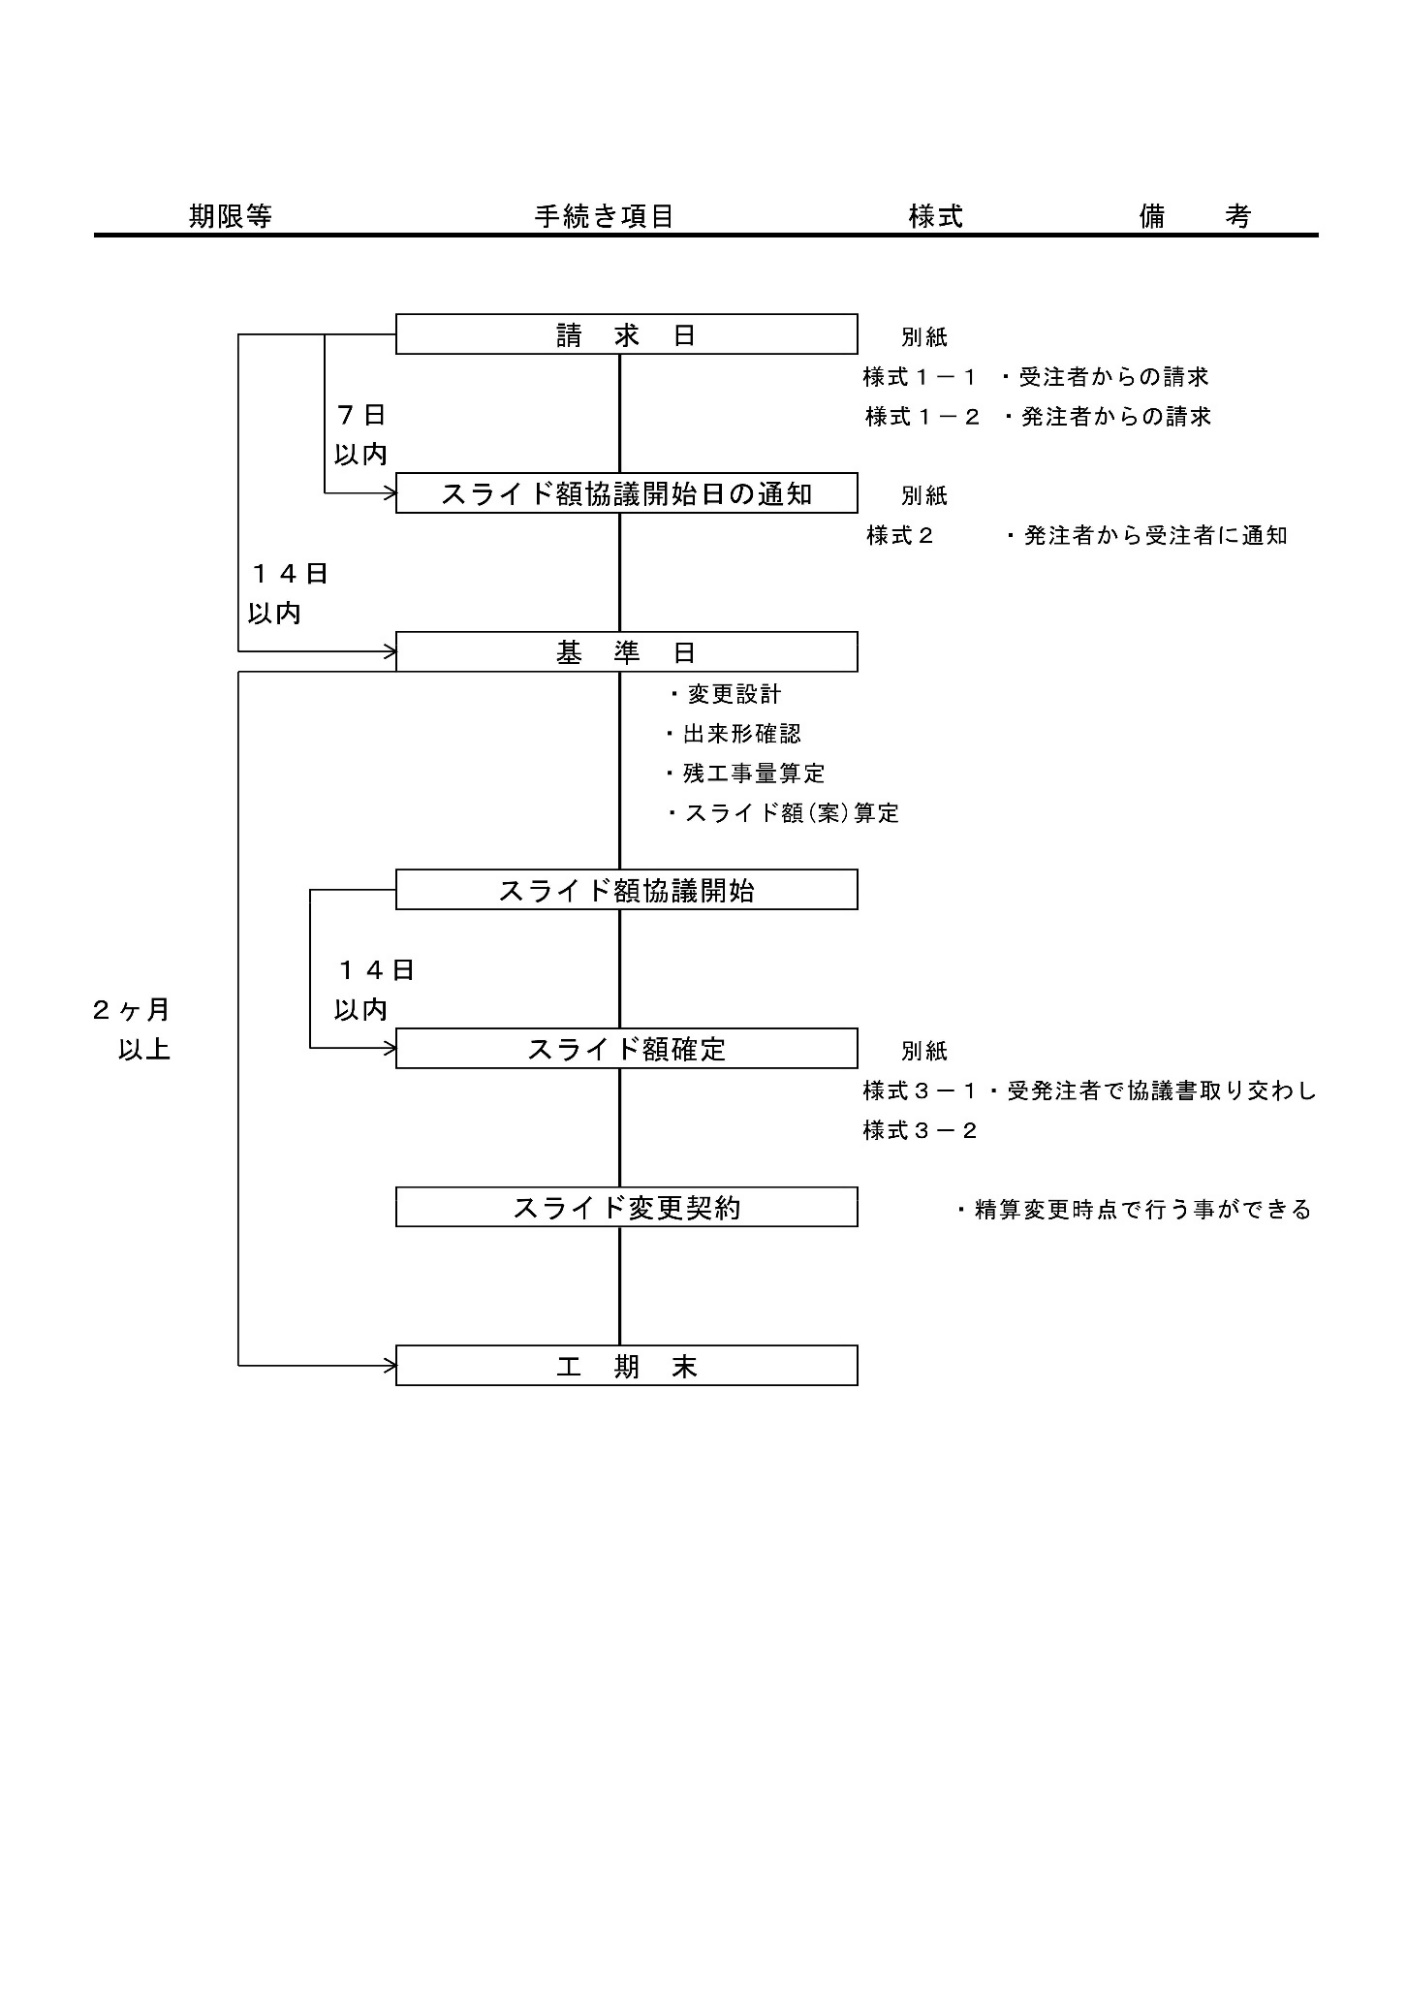 期限等　手続き項目　様式　備　考
請　求　日　別紙
様式１－１　・受注者からの請求
７日　様式１－２　・発注者からの請求
以内
スライド額協議開始日の通知　別紙
様式２　・発注者から受注者に通知
１４日
以内
基　準　日
・変更設計
・出来形確認
・残工事量算定
・スライド額(案)算定
スライド額協議開始
１４日
２ヶ月　以内
以上　スライド額確定　別紙
様式３－１・受発注者で協議書取り交わし
様式３－２
スライド変更契約　・精算変更時点で行う事ができる
工　期　末